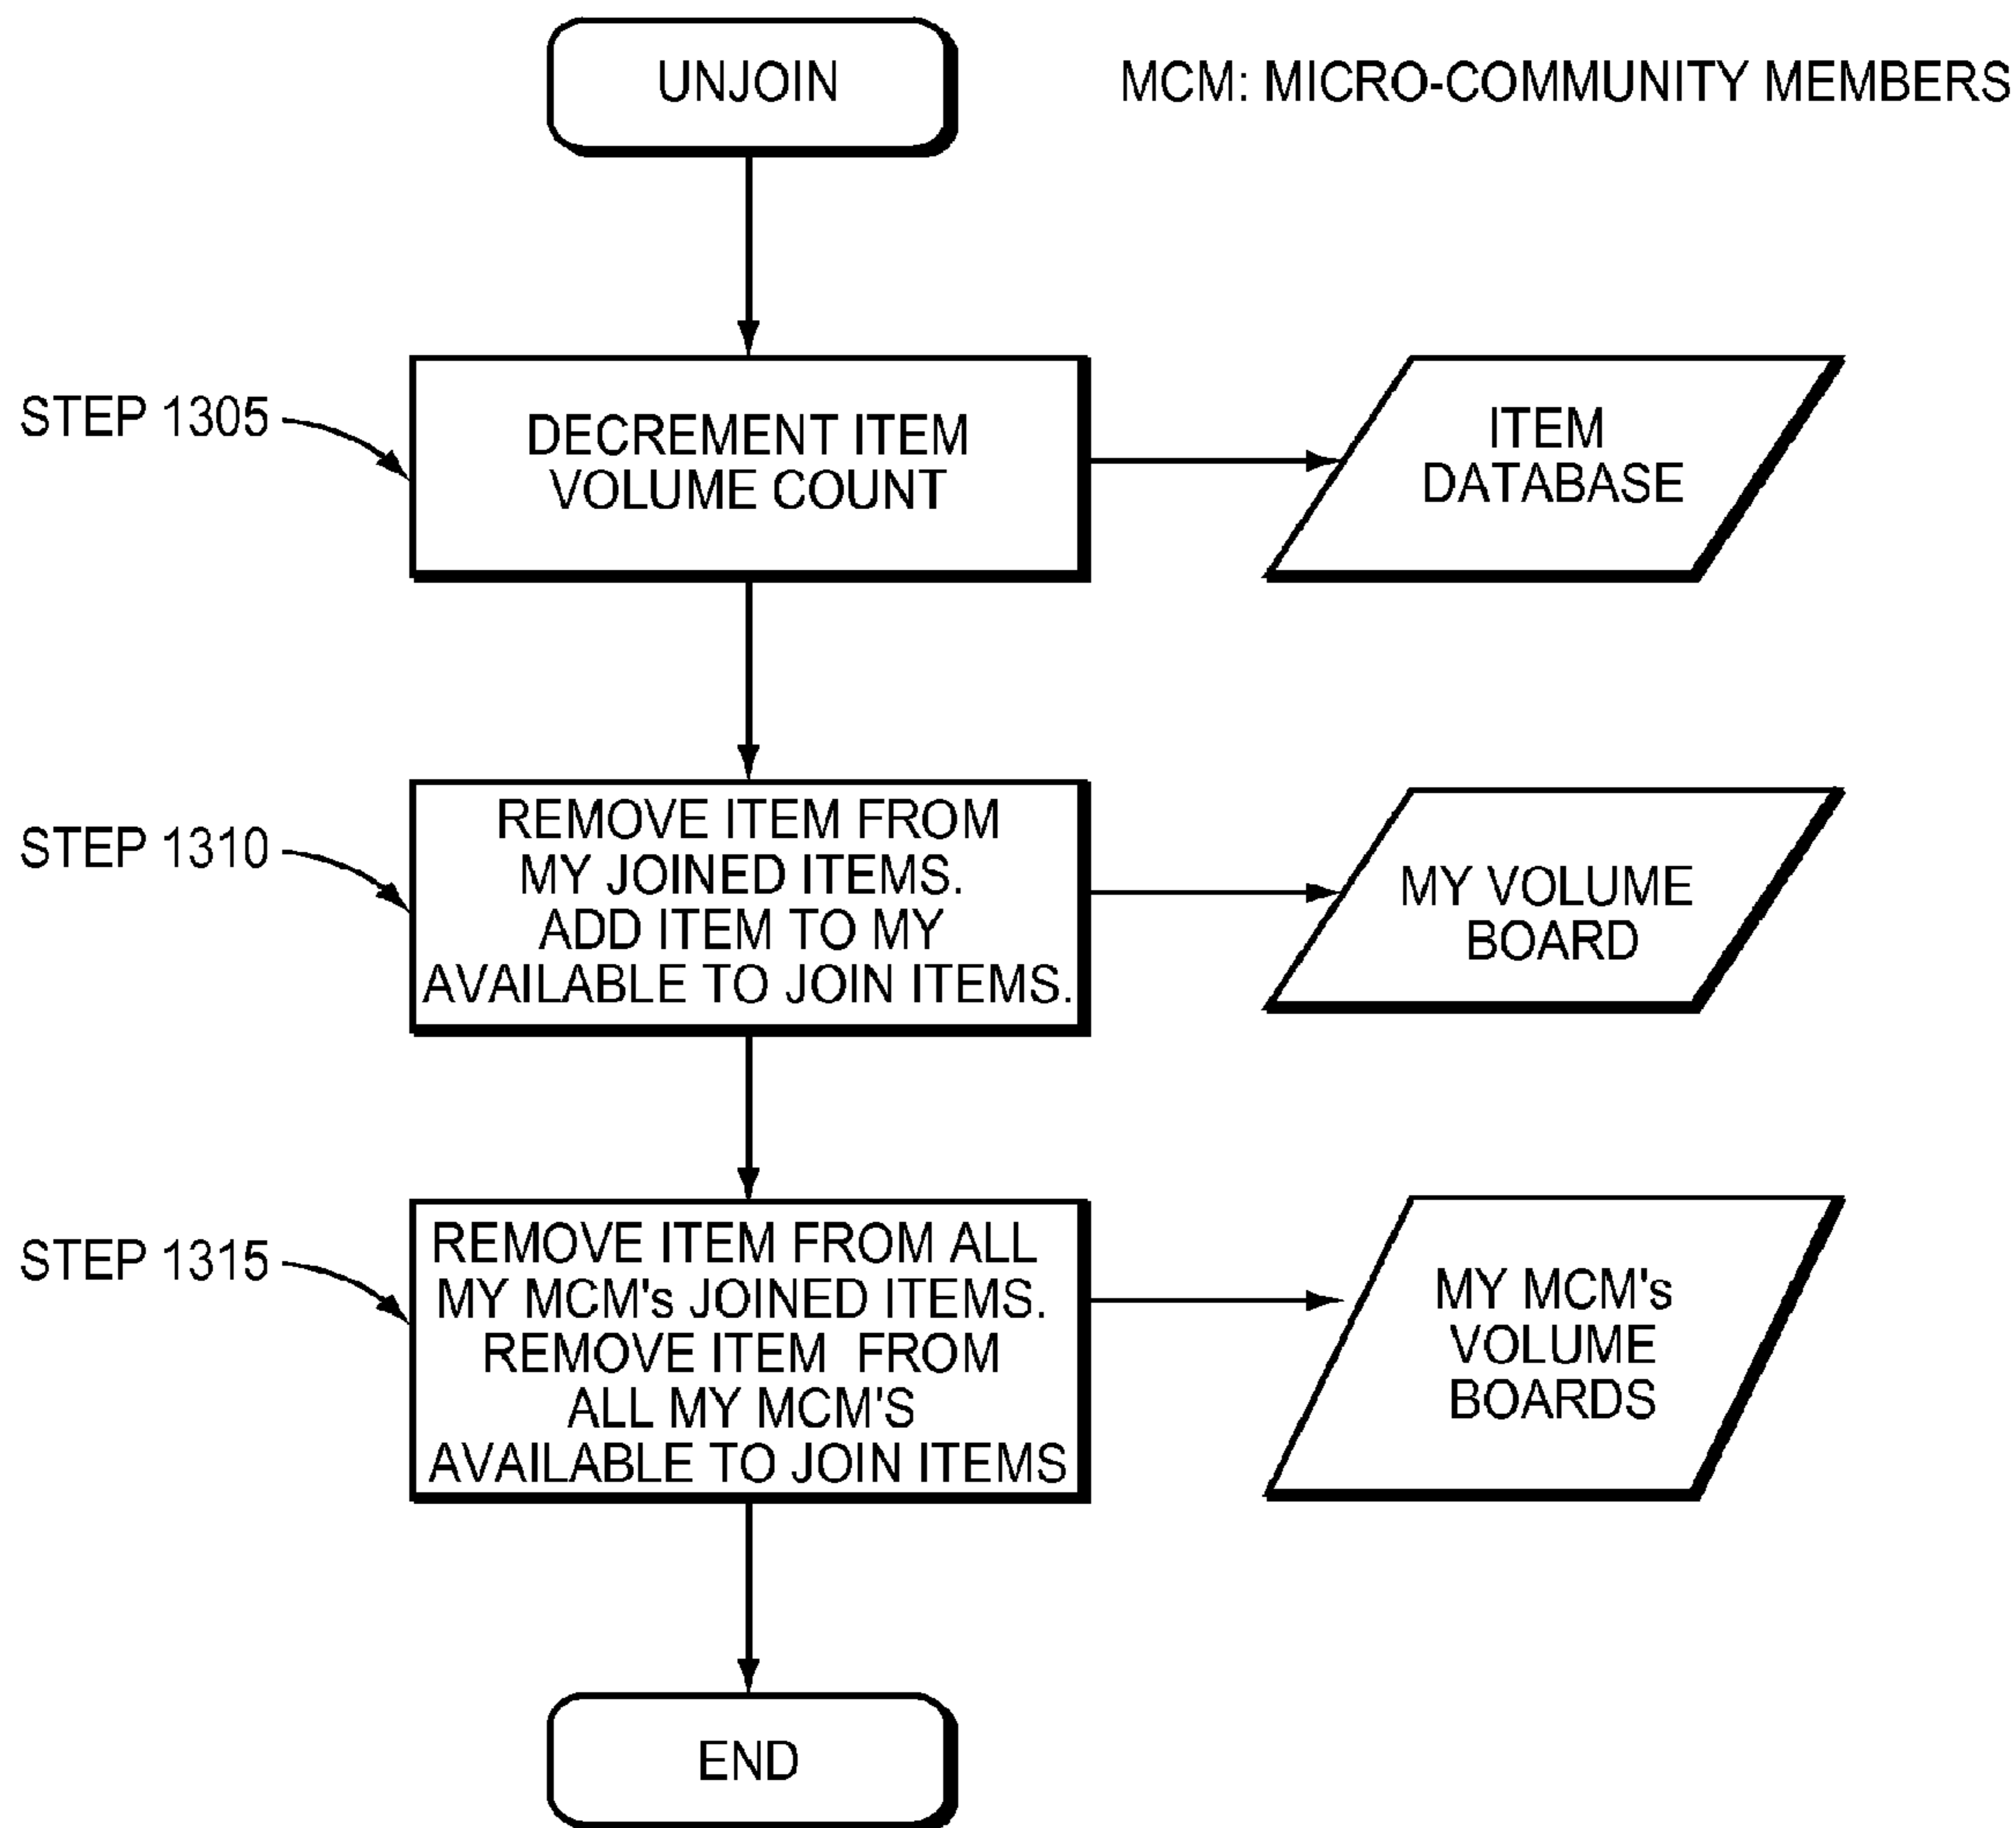 UNJOIN
MCM: MICRO-COMMUNITY MEMBERS
STEP 1305
DECREMENT ITEM
VOLUME COUNT
ITEM
DATABASE
STEP 1310
REMOVE ITEM FROM
MY JOINED ITEMS.
ADD ITEM TO MY
AVAILABLE TO JOIN ITEMS.
MY VOLUME
BOARD
STEP 1315
REMOVE ITEM FROM ALL
MY MCM's JOINED ITEMS.
REMOVE ITEM FROM
ALL MY MCM'S
AVAILABLE TO JOIN ITEMS
MY MCM's
VOLUME
BOARDS
END